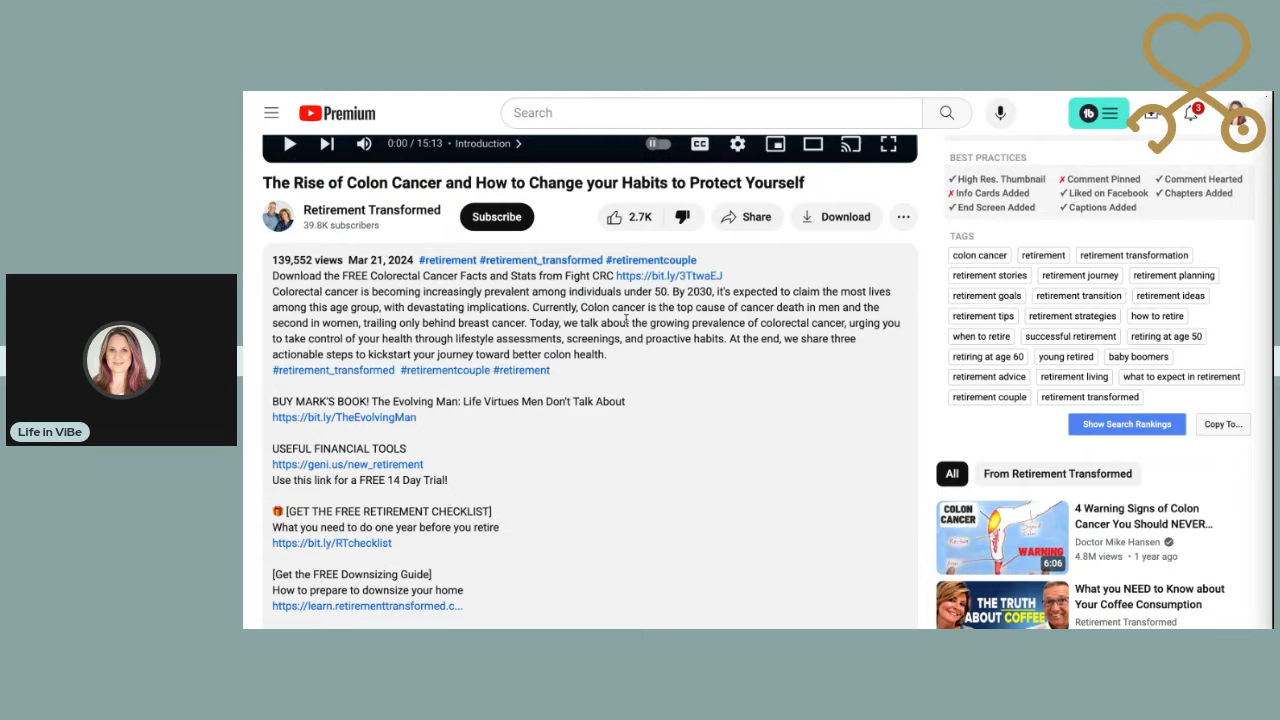 Premium
Search
3
0:00 / 15:13 • Introduction
CC
The Rise of Colon Cancer and How to Change your Habits to Protect Yourself
Retirement Transformed
39.8K subscribers
Subscribe
2.7K
Share
Download
139,552 views Mar 21, 2024 #retirement #retirement_transformed #retirementcouple
Download the FREE Colorectal Cancer Facts and Stats from Fight CRC https://bit.ly/3TtwaEJ
Colorectal cancer is becoming increasingly prevalent among individuals under 50. By 2030, it's expected to claim the most lives
among this age group, with devastating implications. Currently, Colon cancer is the top cause of cancer death in men and the
second in women, trailing only behind breast cancer. Today, we talk about the growing prevalence of colorectal cancer, urging you
to take control of your health through lifestyle assessments, screenings, and proactive habits. At the end, we share three
actionable steps to kickstart your journey toward better colon health.
#retirement_transformed #retirementcouple #retirement
BUY MARK'S BOOK! The Evolving Man: Life Virtues Men Don't Talk About
https://bit.ly/TheEvolvingMan
USEFUL FINANCIAL TOOLS
https://geni.us/new_retirement
Use this link for a FREE 14 Day Trial!
[GET THE FREE RETIREMENT CHECKLIST]
What you need to do one year before you retire
https://bit.ly/RTchecklist
[Get the FREE Downsizing Guide]
How to prepare to downsize your home
https://learn.retirementtransformed.c...
Life in ViBe
BEST PRACTICES
✓High Res. Thumbnail ✗Comment Pinned ✓Comment Hearted
✗Info Cards Added ✓Liked on Facebook ✓Chapters Added
✓End Screen Added ✓Captions Added
TAGS
colon cancer retirement retirement transformation
retirement stories retirement journey retirement planning
retirement goals retirement transition retirement ideas
retirement tips retirement strategies how to retire
when to retire successful retirement retiring at age 50
retiring at age 60 young retired baby boomers
retirement advice retirement living what to expect in retirement
retirement couple retirement transformed
Show Search Rankings Copy To...
All From Retirement Transformed
COLON
CANCER
WARNING
6:06
4 Warning Signs of Colon
Cancer You Should NEVER...
Doctor Mike Hansen
4.8M views • 1 year ago
THE TRUTH
ABOUT COFFEE
What you NEED to Know about
Your Coffee Consumption
Retirement Transformed